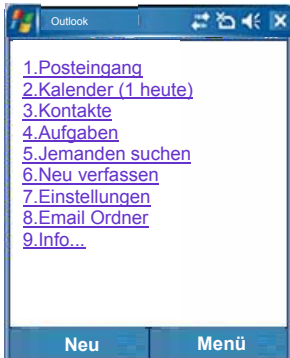 Outlook
1.Posteingang
2.Kalender (1 heute)
3.Kontakte
4.Aufgaben
5.Jemanden suchen
6.Neu verfassen
7.Einstellungen
8.Email Ordner
9.Info...
Neu Menü